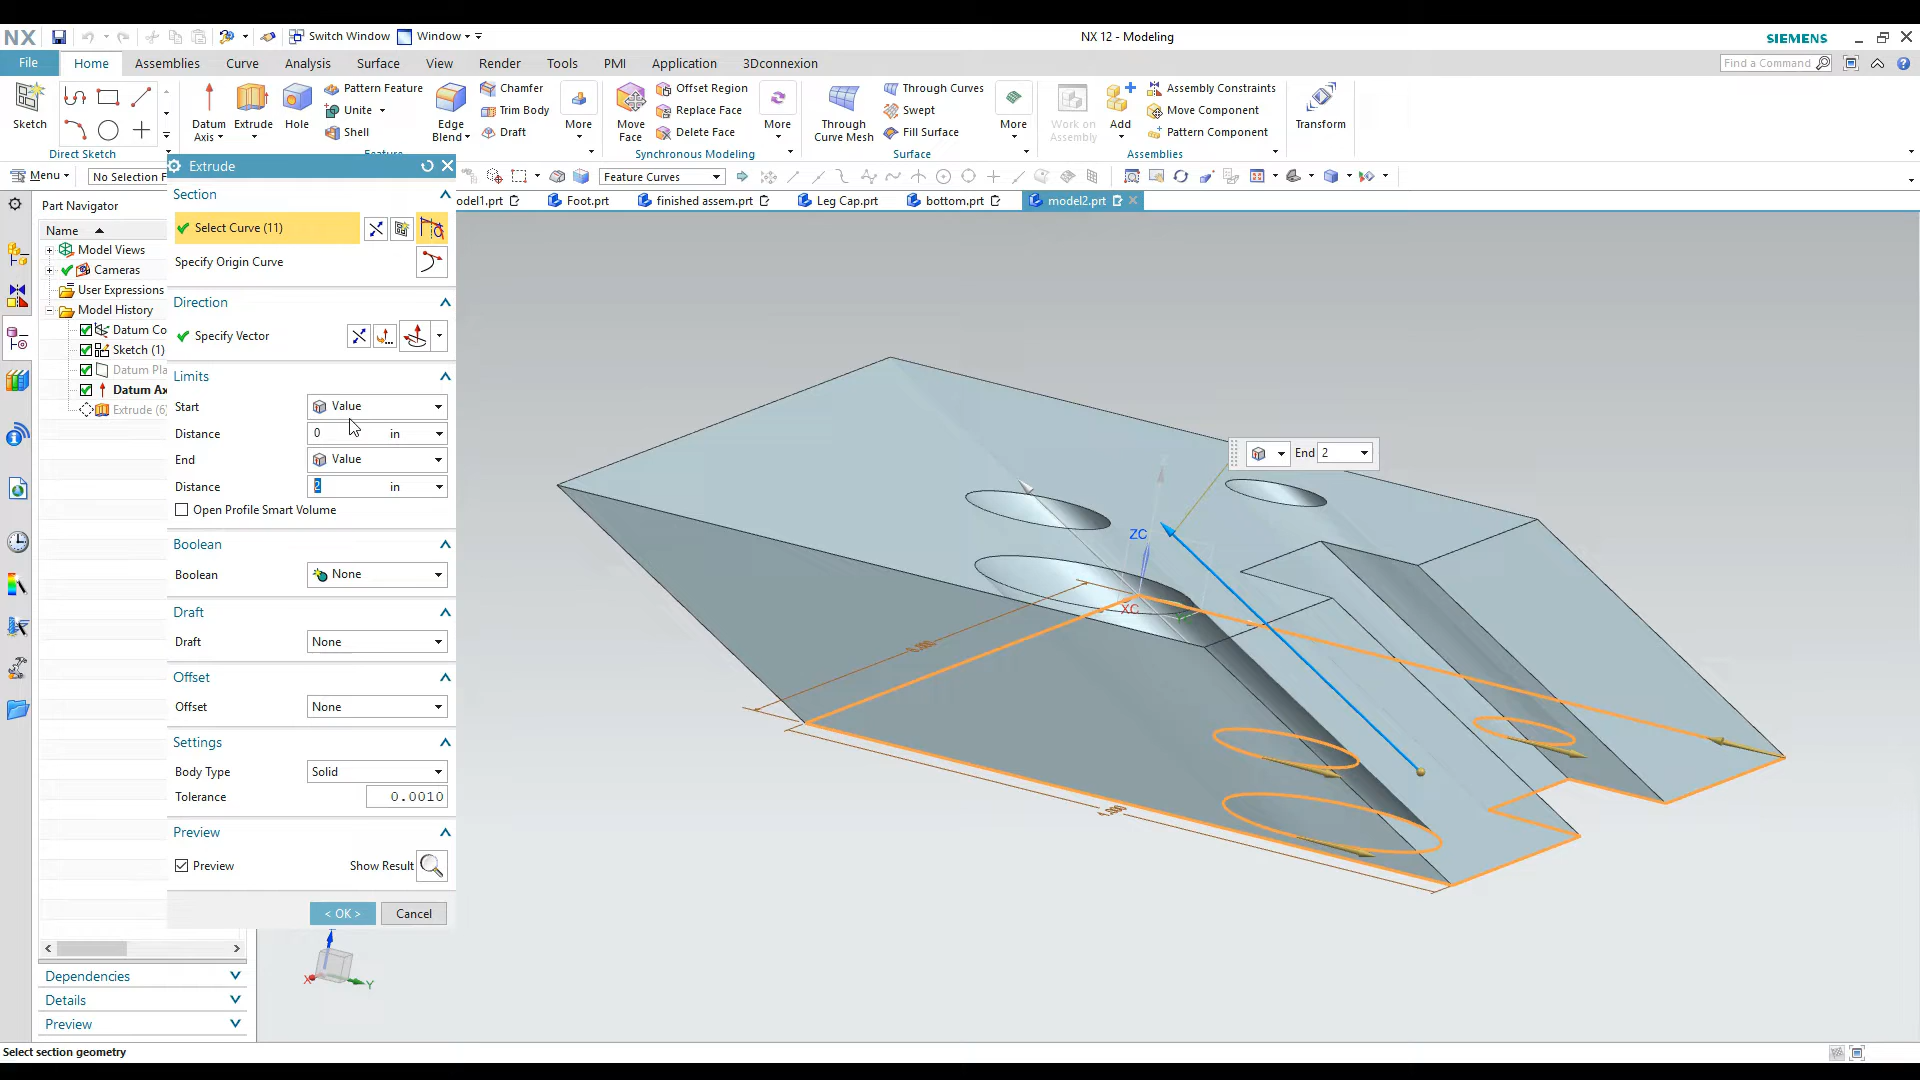 NX
Switch Window
Window
NX 12 - Modeling
SIEMENS
File
Home
Assemblies
Curve
Analysis
Surface
View
Render
Tools
PMI
Application
3Dconnexion
Find a Command
Sketch
Direct Sketch
Datum Axis
Extrude
Hole
Pattern Feature
Unite
Shell
Edge Blend
Chamfer
Trim Body
Draft
More
Feature
Move Face
Offset Region
Replace Face
Delete Face
More
Synchronous Modeling
Through Curve Mesh
Through Curves
Swept
Fill Surface
More
Surface
Work on Assembly
Add
Assembly Constraints
Move Component
Pattern Component
Assemblies
Transform
Menu
No Selection F
Feature Curves
odel1.prt
Foot.prt
finished assem.prt
Leg Cap.prt
bottom.prt
model2.prt
Part Navigator
Name
Model Views
Cameras
User Expressions
Model History
Datum Co
Sketch (1)
Datum Pla
Datum Ax
Extrude (6)
Dependencies
Details
Preview
Extrude
Section
Select Curve (11)
Specify Origin Curve
Direction
Specify Vector
Limits
Start
Value
Distance
0 in
End
Value
Distance
2 in
Open Profile Smart Volume
Boolean
Boolean
None
Draft
Draft
None
Offset
Offset
None
Settings
Body Type
Solid
Tolerance
0.0010
Preview
Preview
Show Result
< OK >
Cancel
End 2
ZC
XC
X
Y
Select section geometry